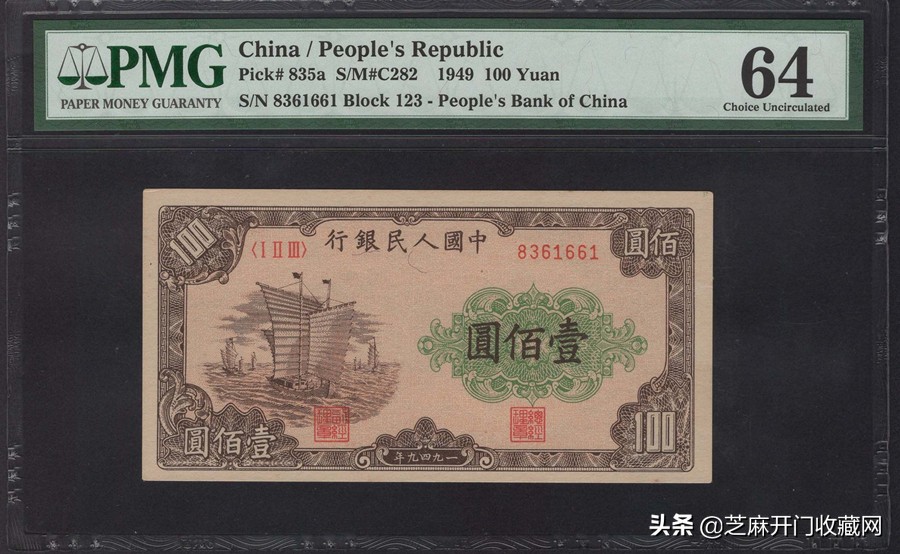 PMG
PAPER MONEY GUARANTY
China / People's Republic
Pick# 835a S/M#C282 1949 100 Yuan
S/N 8361661 Block 123 - People's Bank of China
64
Choice Uncirculated
100
行銀民人國中
圓佰
〈I II III〉
8361661
圓佰壹
圓佰壹
100
年九四九一
头条 @芝麻开门收藏网